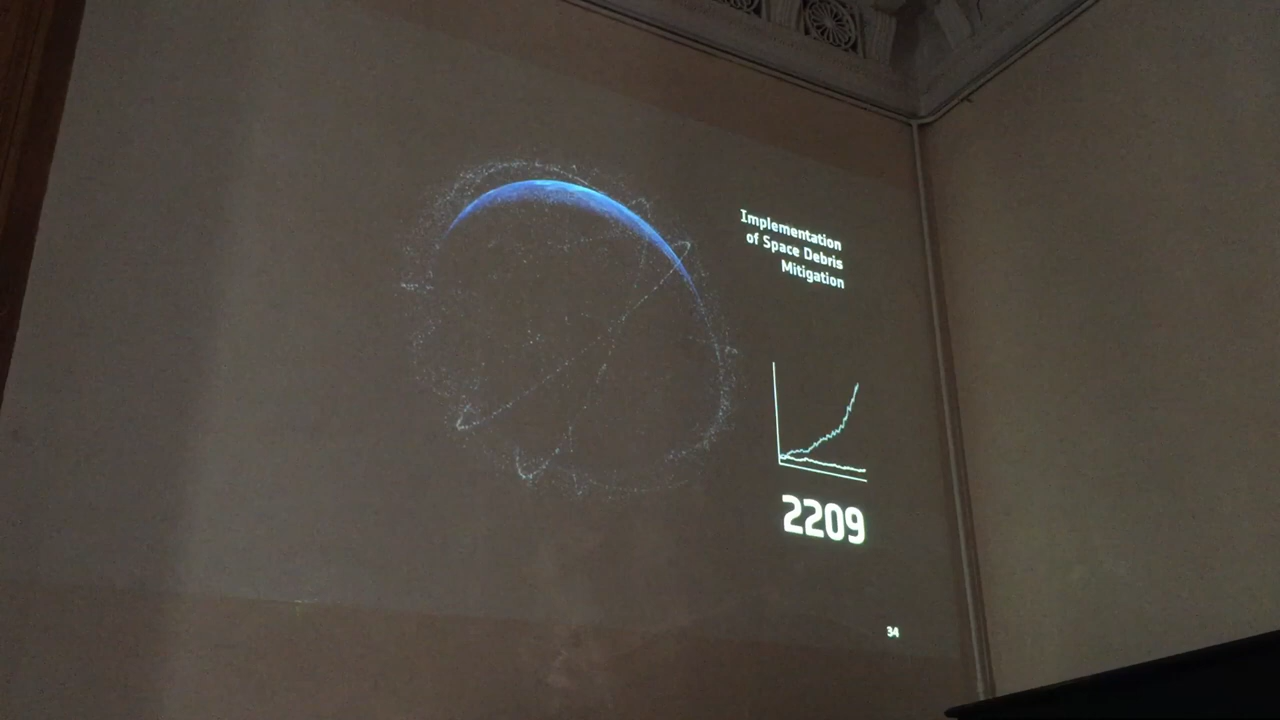 Implementation
of Space Debris
Mitigation
2209
34